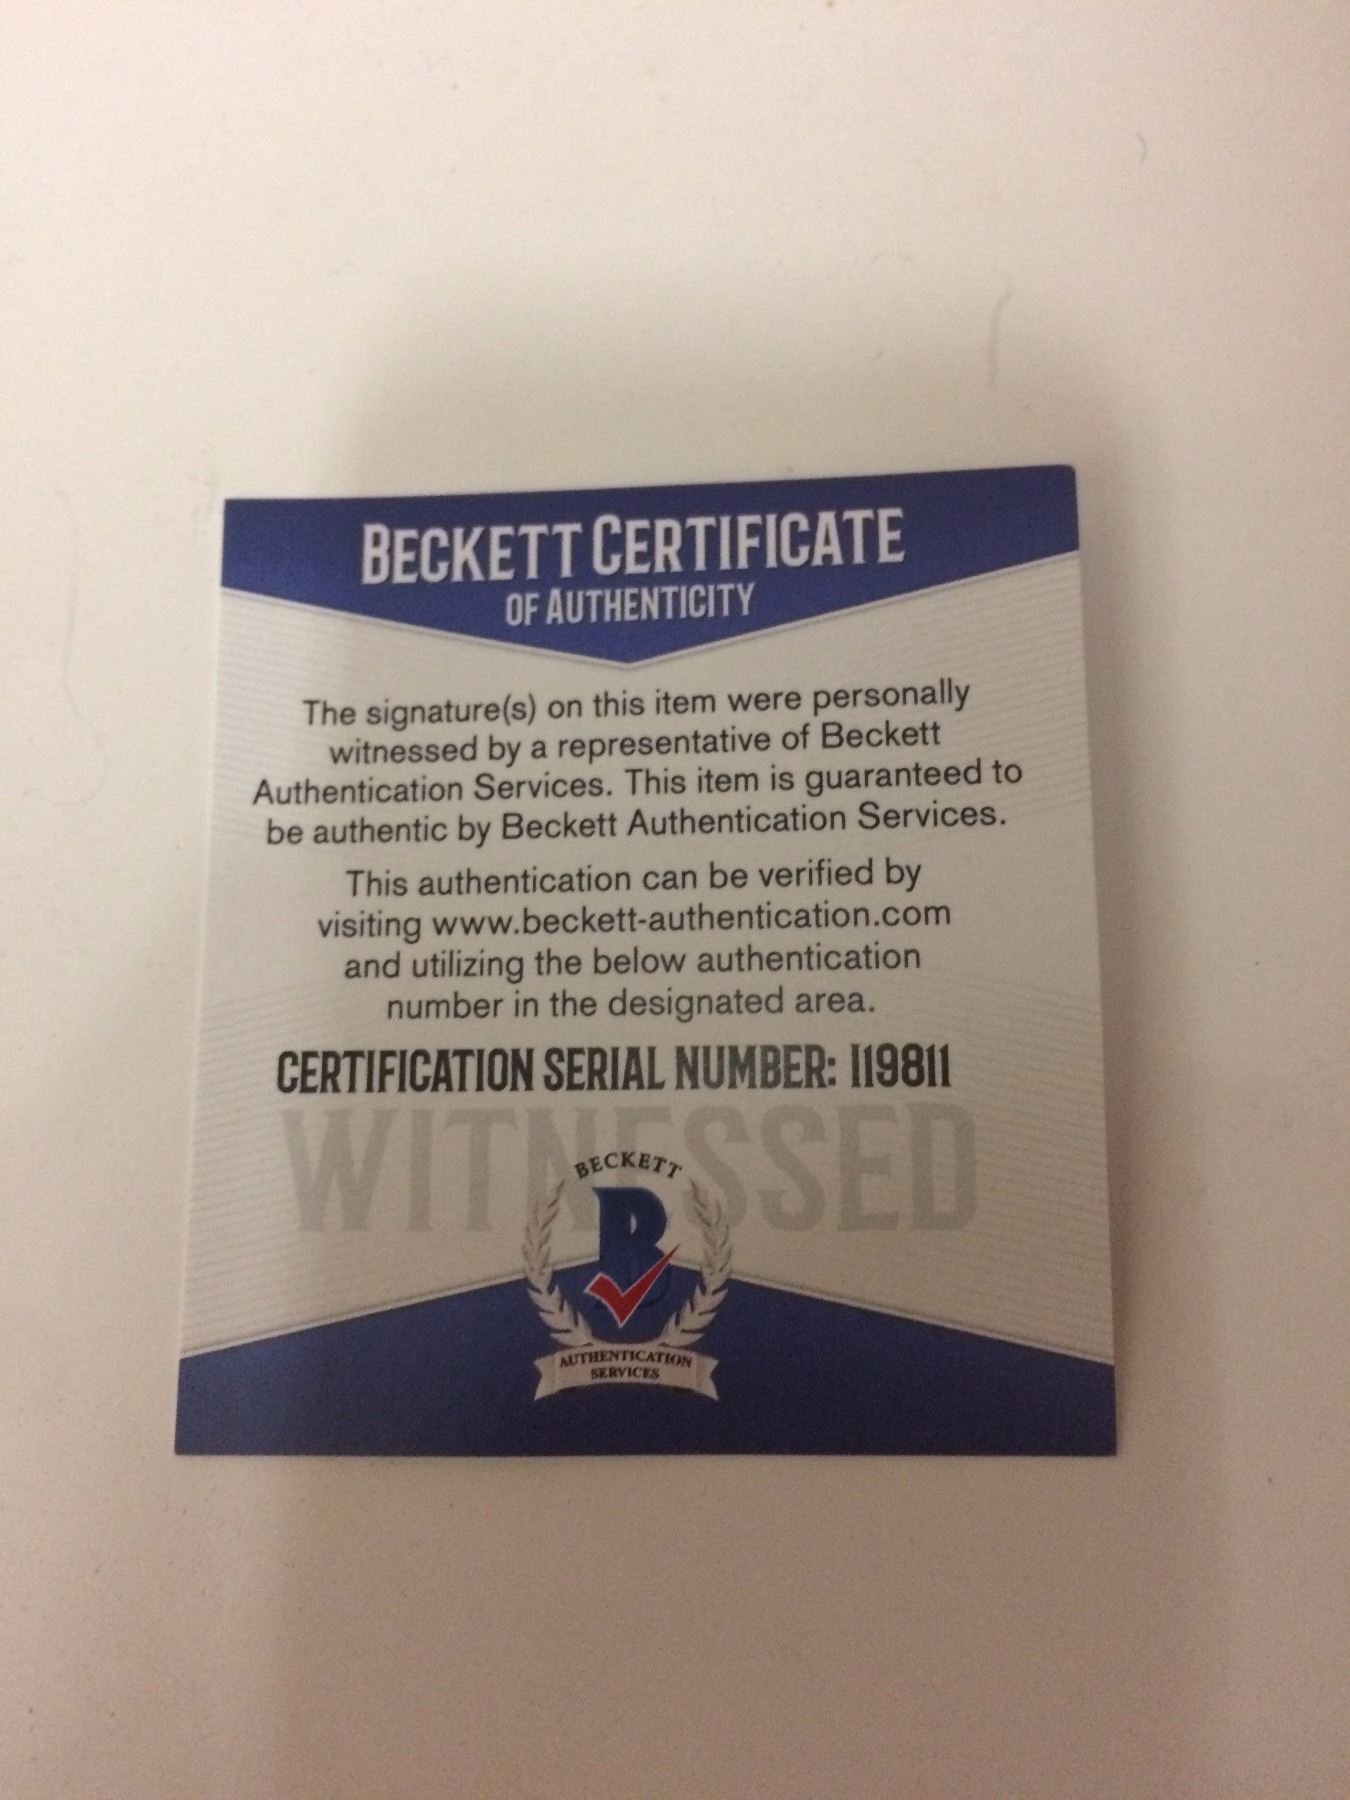 BECKETT CERTIFICATE
OF AUTHENTICITY
The signature(s) on this item were personally
witnessed by a representative of Beckett
Authentication Services. This item is guaranteed to
be authentic by Beckett Authentication Services.
This authentication can be verified by
visiting www.beckett-authentication.com
and utilizing the below authentication
number in the designated area.
CERTIFICATION SERIAL NUMBER: I19811
WITNESSED
BECKETT
B
AUTHENTICATION
SERVICES